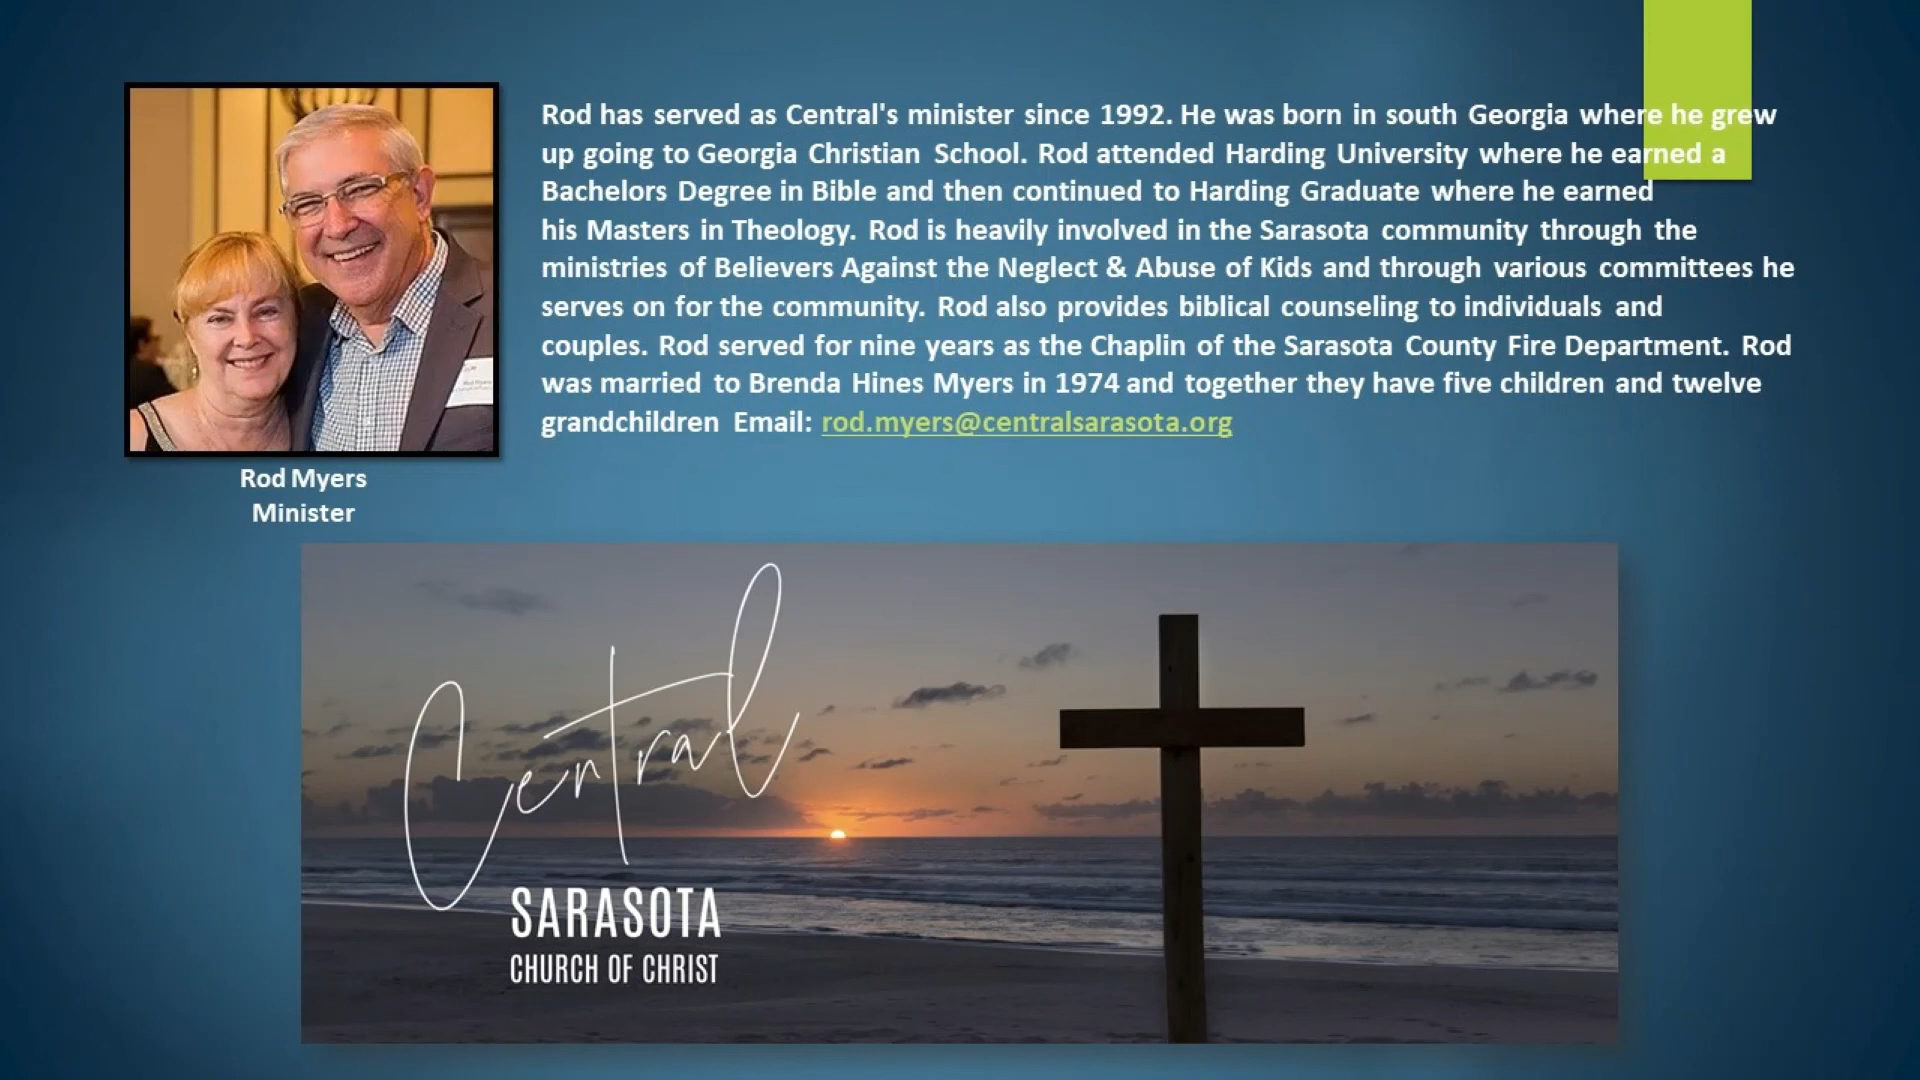 Rod has served as Central's minister since 1992. He was born in south Georgia where he grew
up going to Georgia Christian School. Rod attended Harding University where he earned a
Bachelors Degree in Bible and then continued to Harding Graduate where he earned
his Masters in Theology. Rod is heavily involved in the Sarasota community through the
ministries of Believers Against the Neglect & Abuse of Kids and through various committees he
serves on for the community. Rod also provides biblical counseling to individuals and
couples. Rod served for nine years as the Chaplin of the Sarasota County Fire Department. Rod
was married to Brenda Hines Myers in 1974 and together they have five children and twelve
grandchildren Email: rod.myers@centralsarasota.org
Rod Myers
Minister
Central
SARASOTA
CHURCH OF CHRIST